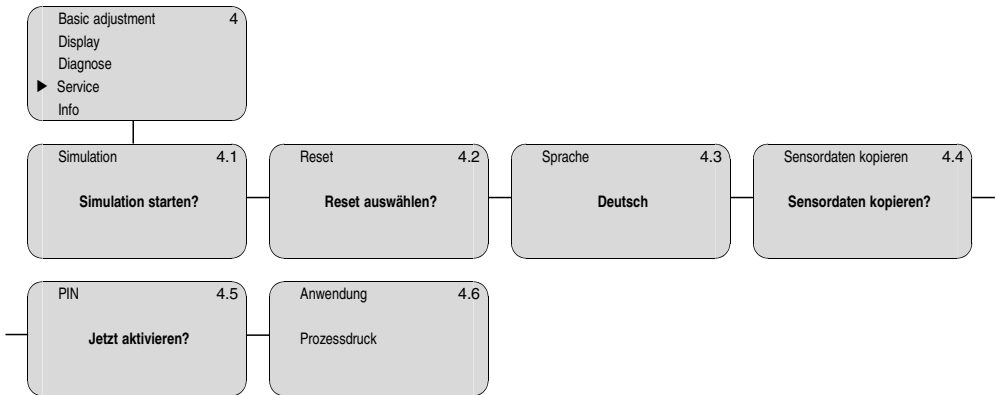 Basic adjustment 4
Display
Diagnose
▶ Service
Info
Simulation 4.1
Simulation starten?
Reset 4.2
Reset auswählen?
Sprache 4.3
Deutsch
Sensordaten kopieren 4.4
Sensordaten kopieren?
PIN 4.5
Jetzt aktivieren?
Anwendung 4.6
Prozessdruck